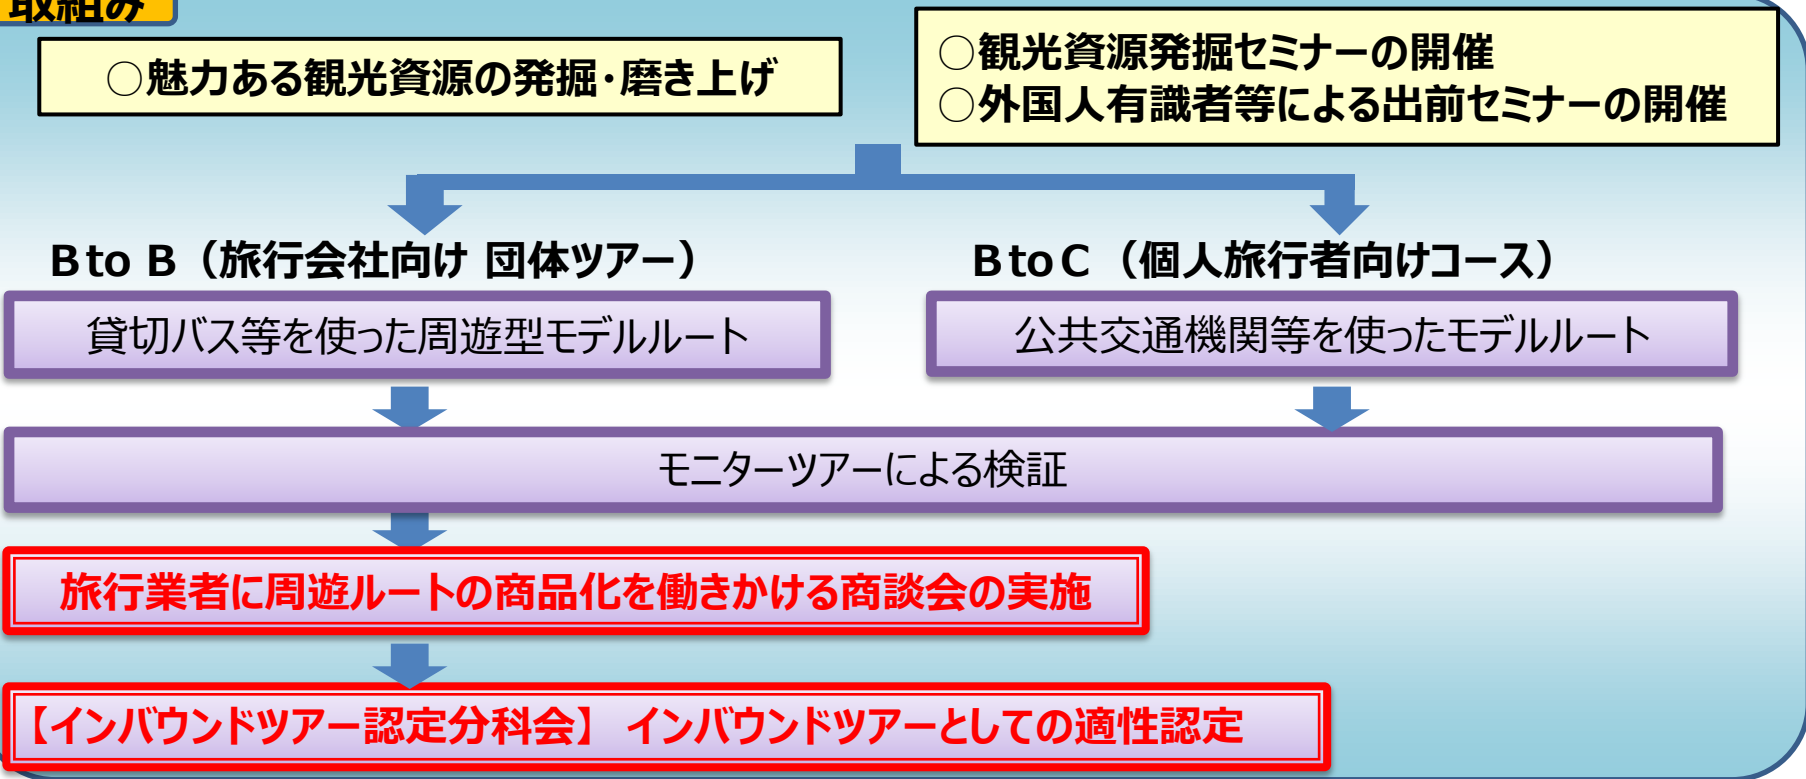 取組み
○魅力ある観光資源の発掘・磨き上げ
○観光資源発掘セミナーの開催
○外国人有識者等による出前セミナーの開催
B to B（旅行会社向け 団体ツアー）
B to C （個人旅行者向けコース）
貸切バス等を使った周遊型モデルルート
公共交通機関等を使ったモデルルート
モニターツアーによる検証
旅行業者に周遊ルートの商品化を働きかける商談会の実施
【インバウンドツアー認定分科会】 インバウンドツアーとしての適性認定